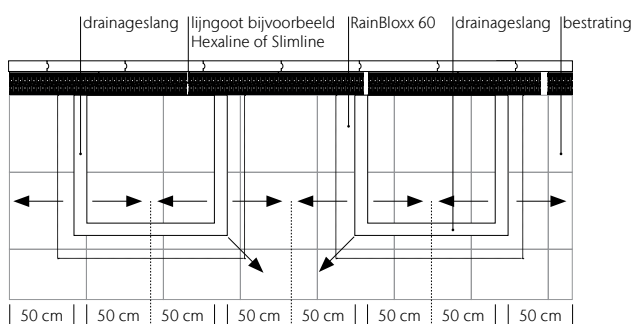 drainageslang lijngoot bijvoorbeeld RainBloxx 60 drainageslang bestrating
Hexaline of Slimline
50 cm 50 cm 50 cm 50 cm 50 cm 50 cm 50 cm 50 cm